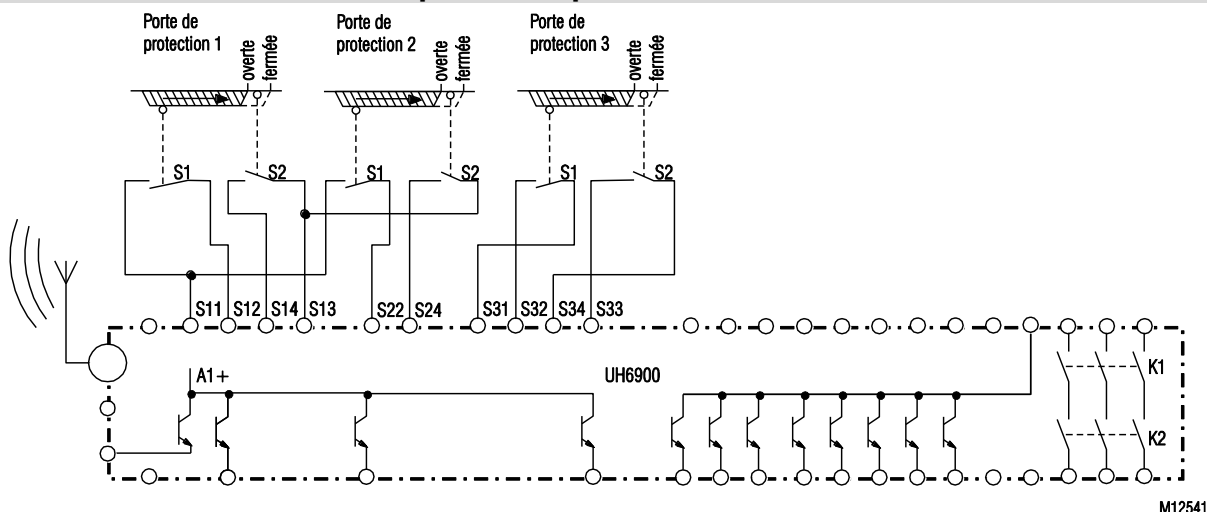 Porte de
protection 1
overte
fermée
Porte de
protection 2
overte
fermée
Porte de
protection 3
overte
fermée
S1
S2
S1
S2
S1
S2
S11
S12
S14
S13
S22
S24
S31
S32
S34
S33
A1+
UH6900
K1
K2
M12541